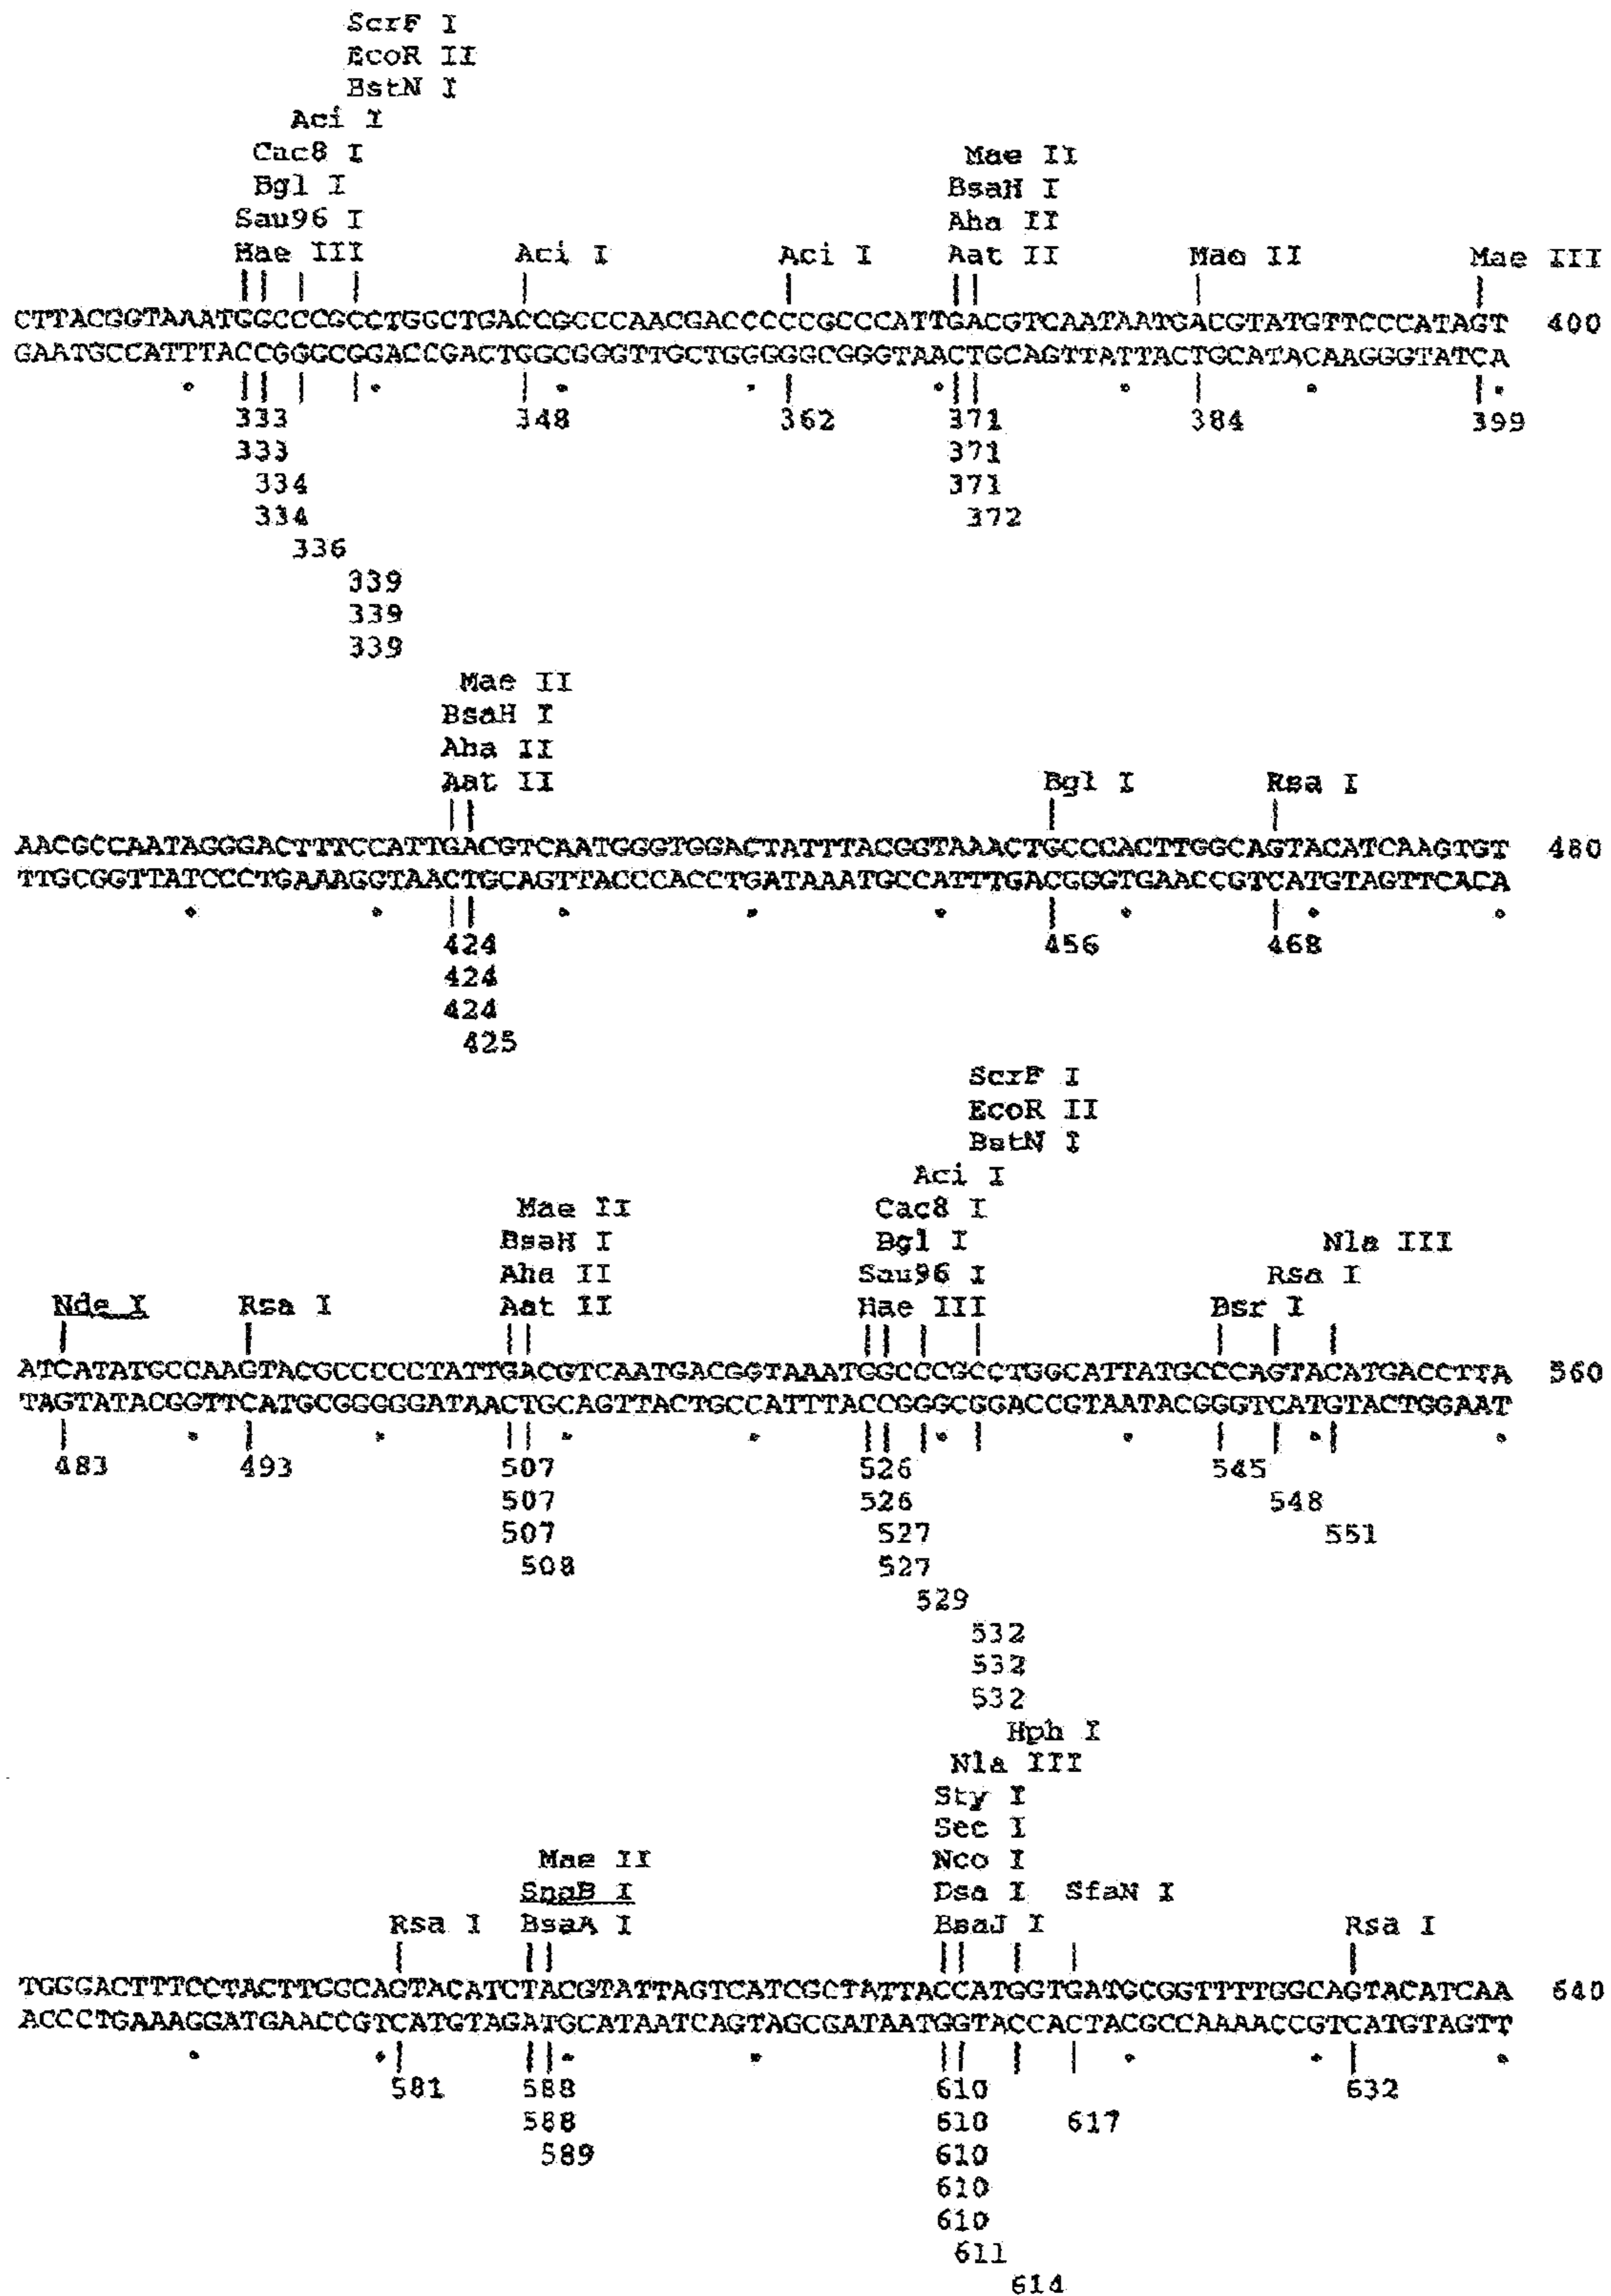 ScrF I
EcoR II
BstN I
Aci I
Cac8 I Mae II
Bgl I BsaH I
Sau96 I Aha II
Hae III Aci I Aci I Aat II Mae II Mae III
CTTACGGTAAATGGCCCGCCTGGCTGACCGCCCAACGACCCCCGCCCATTGACGTCAATAATGACGTATGTTCCCATAGT 400
GAATGCCATTTACCGGGCGGACCGACTGGCGGGTTGCTGGGGGCGGGTAACTGCAGTTATTACTGCATACAAGGGTATCA
333 348 362 371 384 399
333 371
334 371
334 372
336
339
339
339
Mae II
BsaH I
Aha II
Aat II Bgl I Rsa I
AACGCCAATAGGGACTTTCCATTGACGTCAATGGGTGGACTATTTACGGTAAACTGCCCACTTGGCAGTACATCAAGTGT 480
TTGCGGTTATCCCTGAAAGGTAACTGCAGTTACCCACCTGATAAATGCCATTTGACGGGTGAACCGTCATGTAGTTCACA
424 456 468
424
424
425
ScrF I
EcoR II
BstN I
Aci I
Mae II Cac8 I
BsaH I Bgl I Nla III
Aha II Sau96 I Rsa I
Nde I Rsa I Aat II Hae III Bsr I
ATCATATGCCAAGTACGCCCCCTATTGACGTCAATGACGGTAAATGGCCCGCCTGGCATTATGCCCAGTACATGACCTTA 560
TAGTATACGGTTCATGCGGGGGATAACTGCAGTTACTGCCATTTACCGGGCGGACCGTAATACGGGTCATGTACTGGAAT
483 493 507 526 545
507 526 548
507 527 551
508 527
529
532
532
532
Hph I
Nla III
Sty I
Sec I
Mae II Nco I
SnaB I Dsa I SfaN I
Rsa I BsaA I BsaJ I Rsa I
TGGGACTTTCCTACTTGGCAGTACATCTACGTATTAGTCATCGCTATTACCATGGTGATGCGGTTTTGGCAGTACATCAA 640
ACCCTGAAAGGATGAACCGTCATGTAGATGCATAATCAGTAGCGATAATGGTACCACTACGCCAAAACCGTCATGTAGTT
581 588 610 632
588 610 617
589 610
610
610
611
614